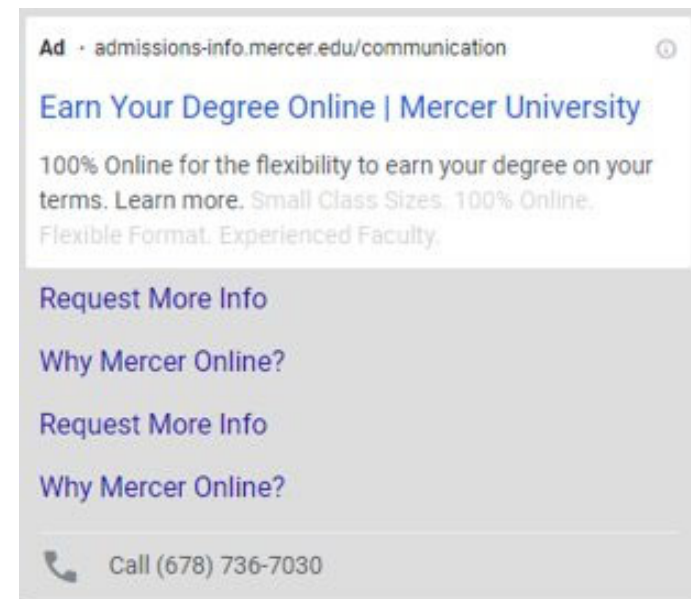 Ad · admissions-info.mercer.edu/communication
Earn Your Degree Online | Mercer University
100% Online for the flexibility to earn your degree on your
terms. Learn more. Small Class Sizes. 100% Online.
Flexible Format. Experienced Faculty.
Request More Info
Why Mercer Online?
Request More Info
Why Mercer Online?
Call (678) 736-7030